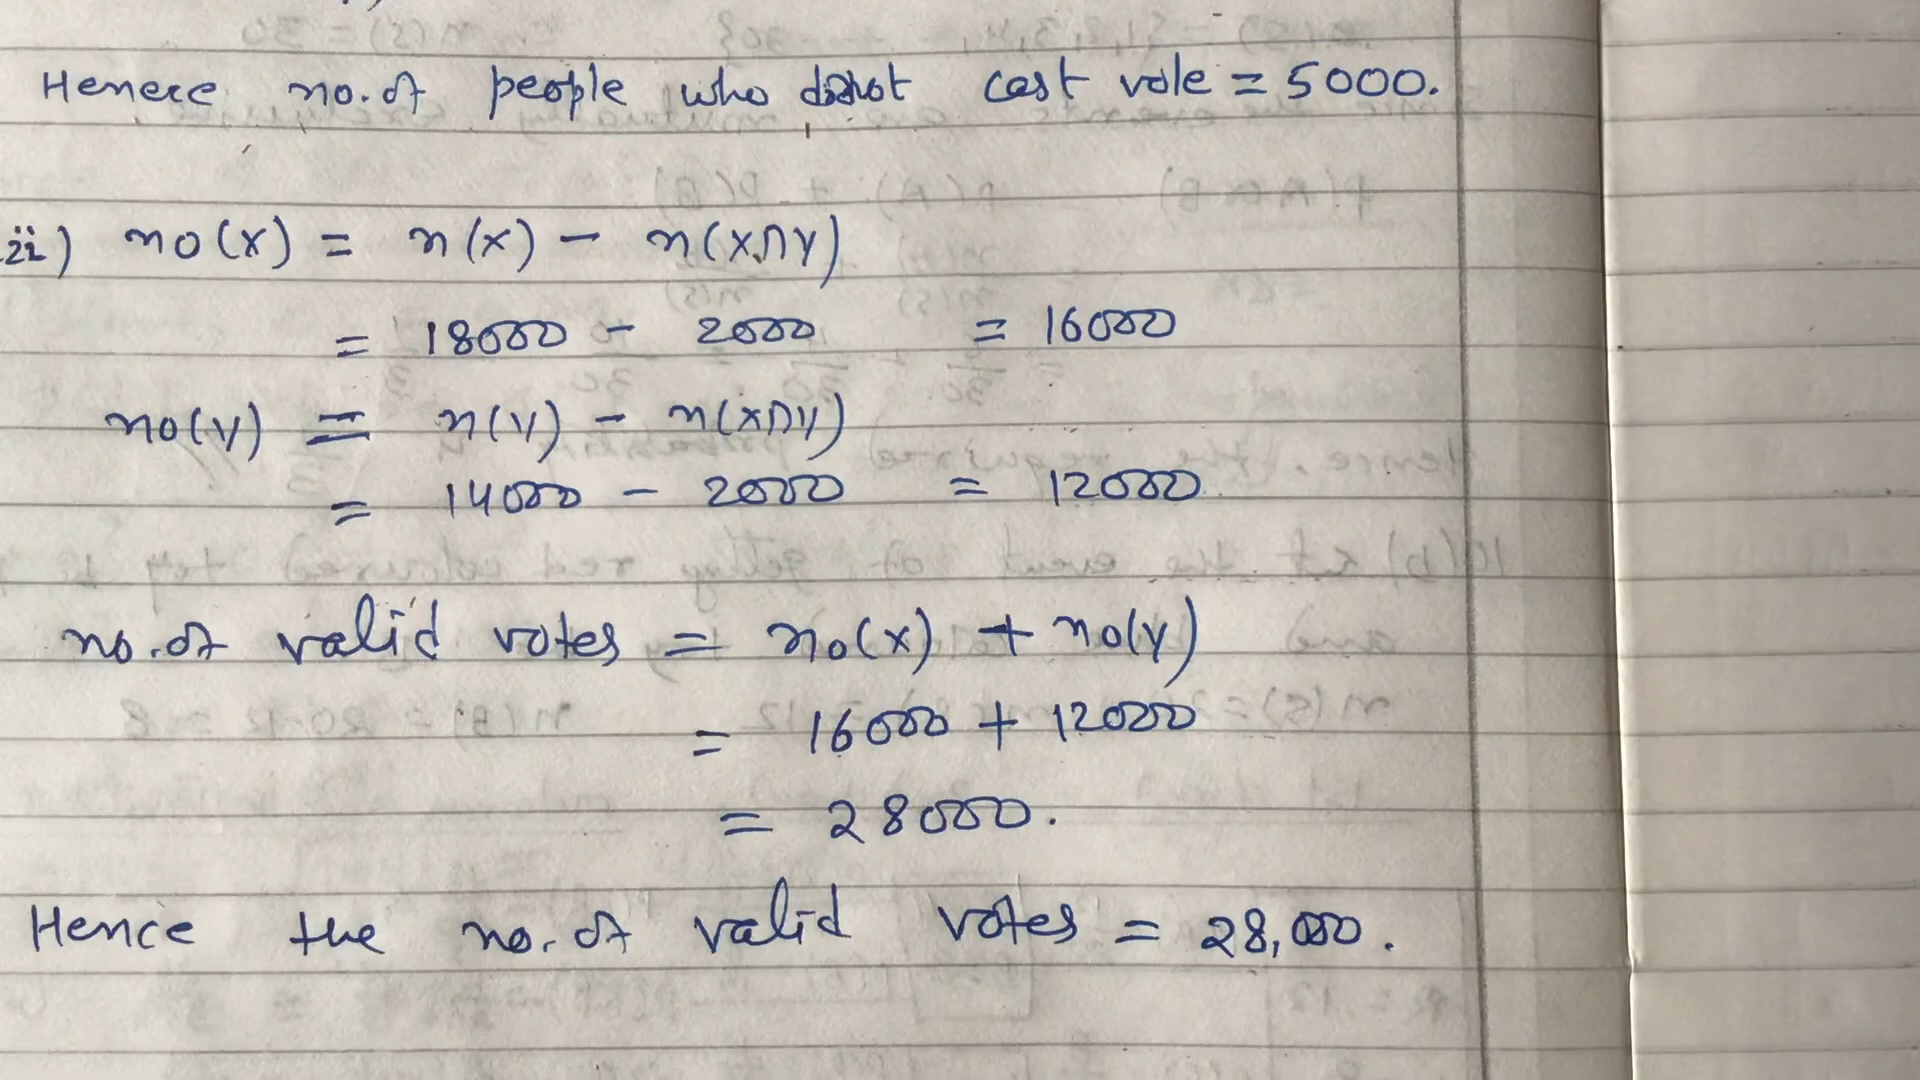 Henece no. of people who didnot cast vote = 5000.
ii) no(X) = n(X) - n(X∩Y)
= 18000 - 2000 = 16000
no(Y) = n(Y) - n(X∩Y)
= 14000 - 2000 = 12000
no. of valid votes = no(X) + no(Y)
= 16000 + 12000
= 28000.
Hence the no. of valid votes = 28,000.